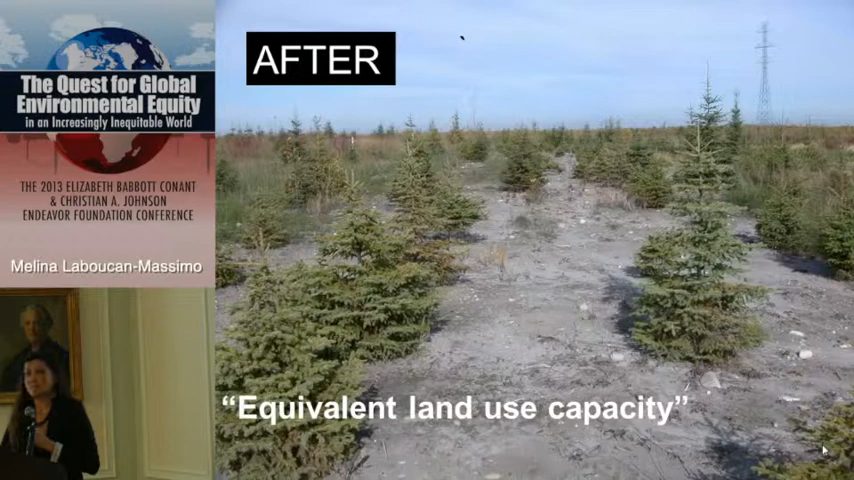 The Quest for Global
Environmental Equity
in an Increasingly Inequitable World
THE 2013 ELIZABETH BABBOTT CONANT
& CHRISTIAN A. JOHNSON
ENDEAVOR FOUNDATION CONFERENCE
Melina Laboucan-Massimo
AFTER
“Equivalent land use capacity”